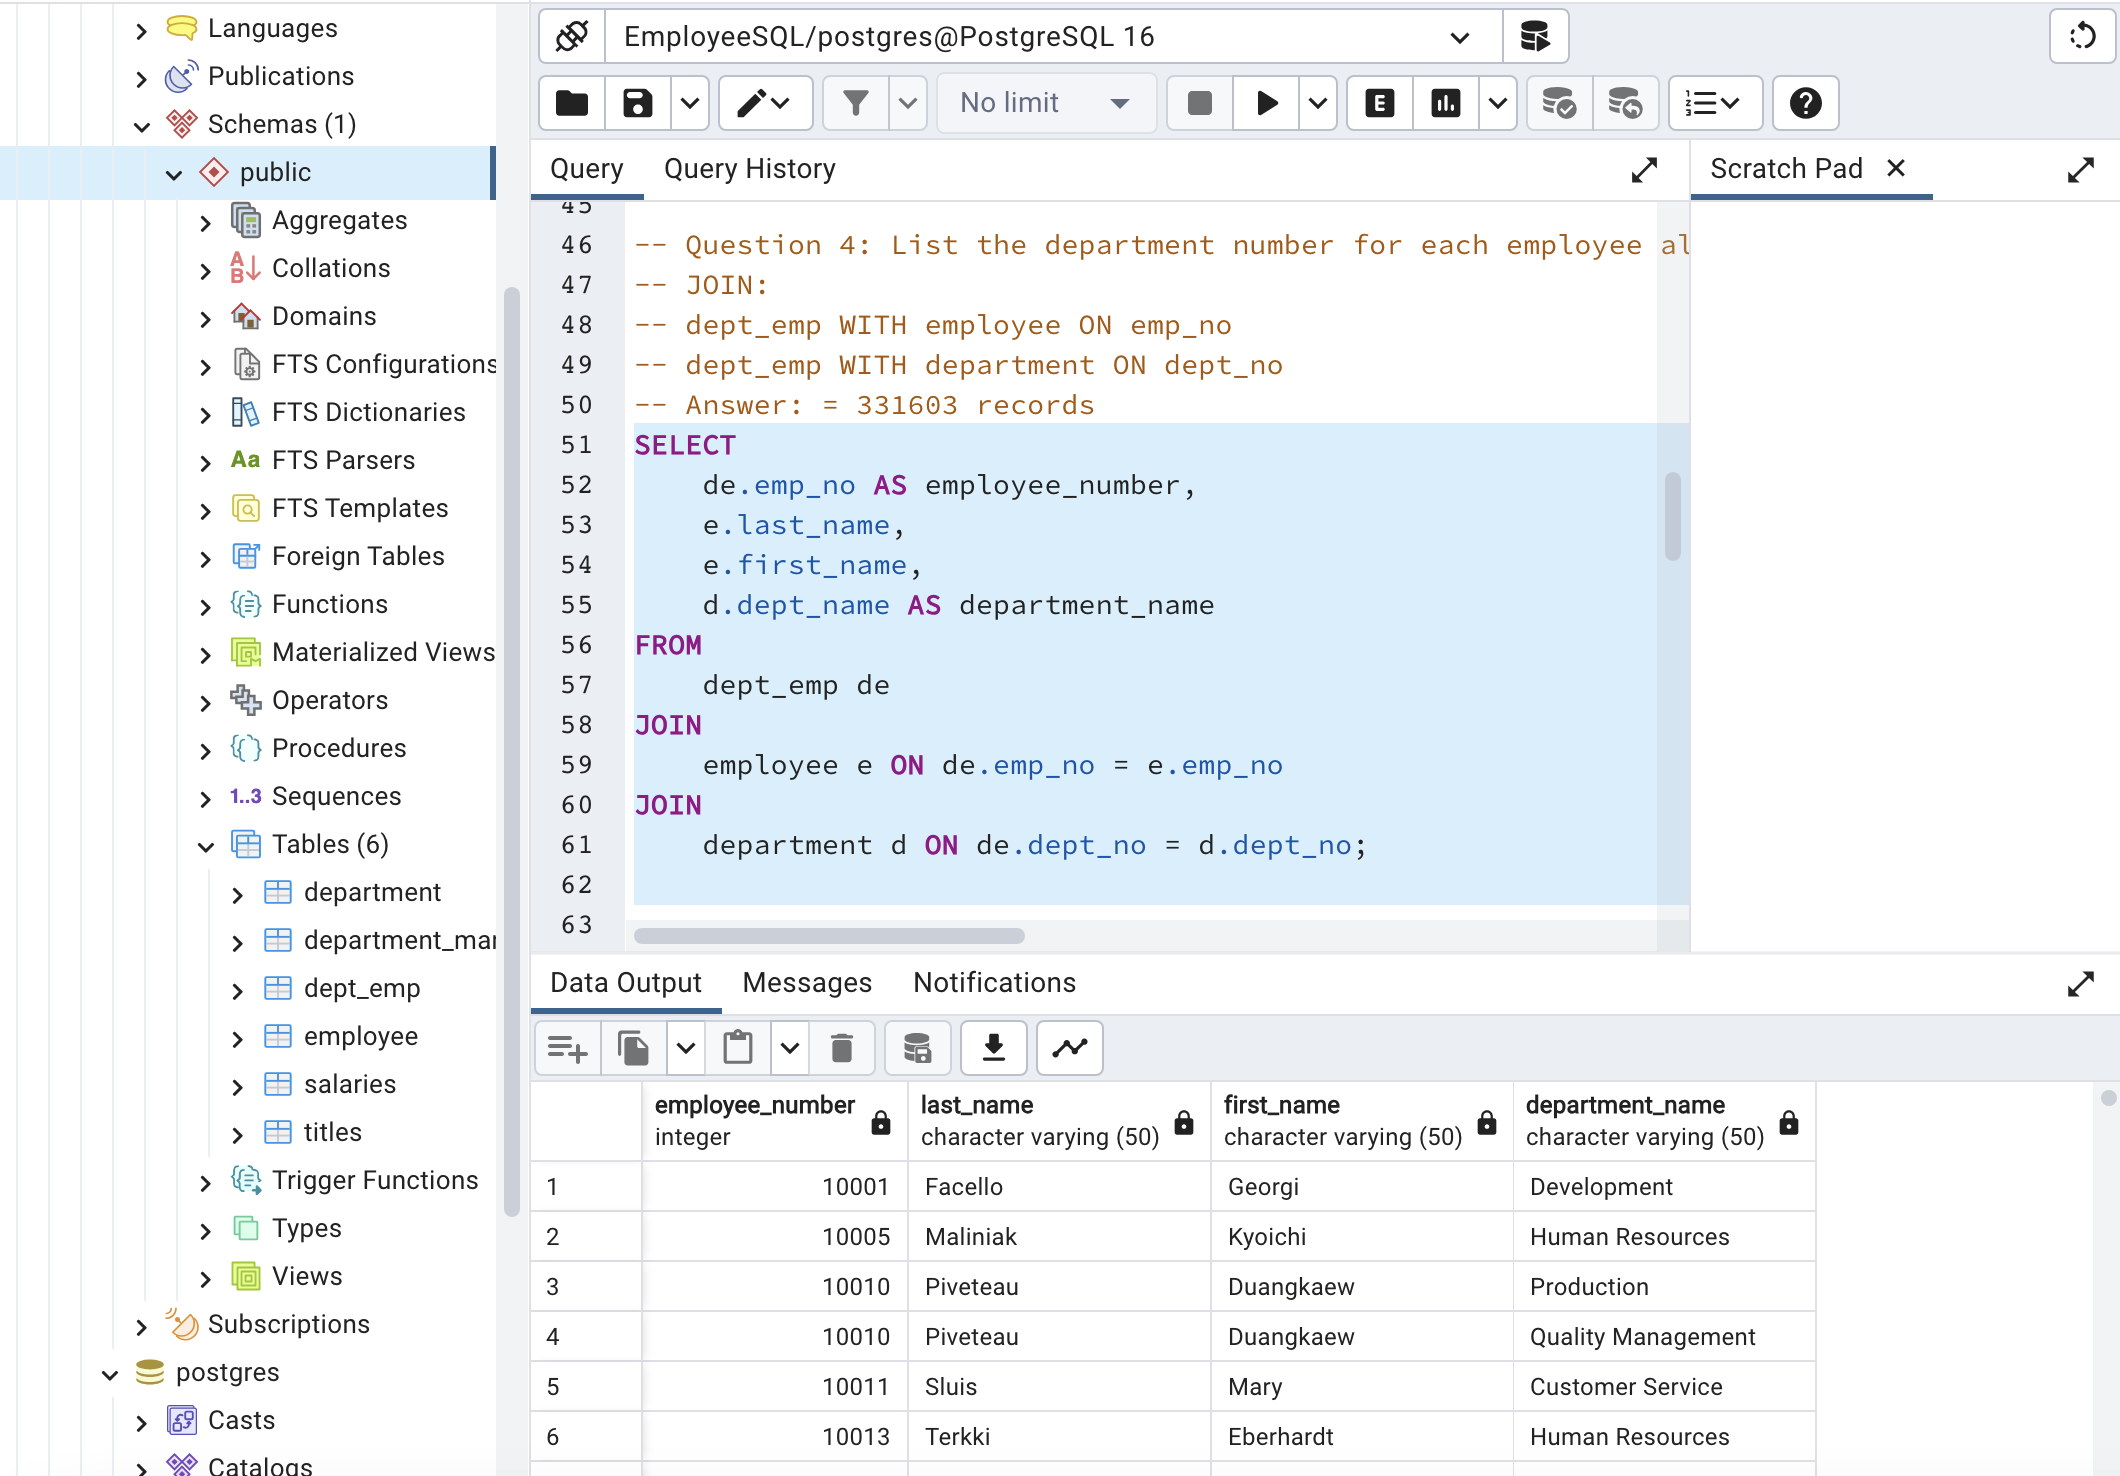 Languages
Publications
Schemas (1)
public
Aggregates
Collations
Domains
FTS Configurations
FTS Dictionaries
Aa FTS Parsers
FTS Templates
Foreign Tables
Functions
Materialized Views
Operators
Procedures
1..3 Sequences
Tables (6)
department
department_mar
dept_emp
employee
salaries
titles
Trigger Functions
Types
Views
Subscriptions
postgres
Casts
Catalogs
EmployeeSQL/postgres@PostgreSQL 16
No limit
E
Query Query History
Scratch Pad
45
46 -- Question 4: List the department number for each employee al
47 -- JOIN:
48 -- dept_emp WITH employee ON emp_no
49 -- dept_emp WITH department ON dept_no
50 -- Answer: = 331603 records
51 SELECT
52 de.emp_no AS employee_number,
53 e.last_name,
54 e.first_name,
55 d.dept_name AS department_name
56 FROM
57 dept_emp de
58 JOIN
59 employee e ON de.emp_no = e.emp_no
60 JOIN
61 department d ON de.dept_no = d.dept_no;
62
63
Data Output Messages Notifications
employee_number last_name first_name department_name
integer character varying (50) character varying (50) character varying (50)
1 10001 Facello Georgi Development
2 10005 Maliniak Kyoichi Human Resources
3 10010 Piveteau Duangkaew Production
4 10010 Piveteau Duangkaew Quality Management
5 10011 Sluis Mary Customer Service
6 10013 Terkki Eberhardt Human Resources